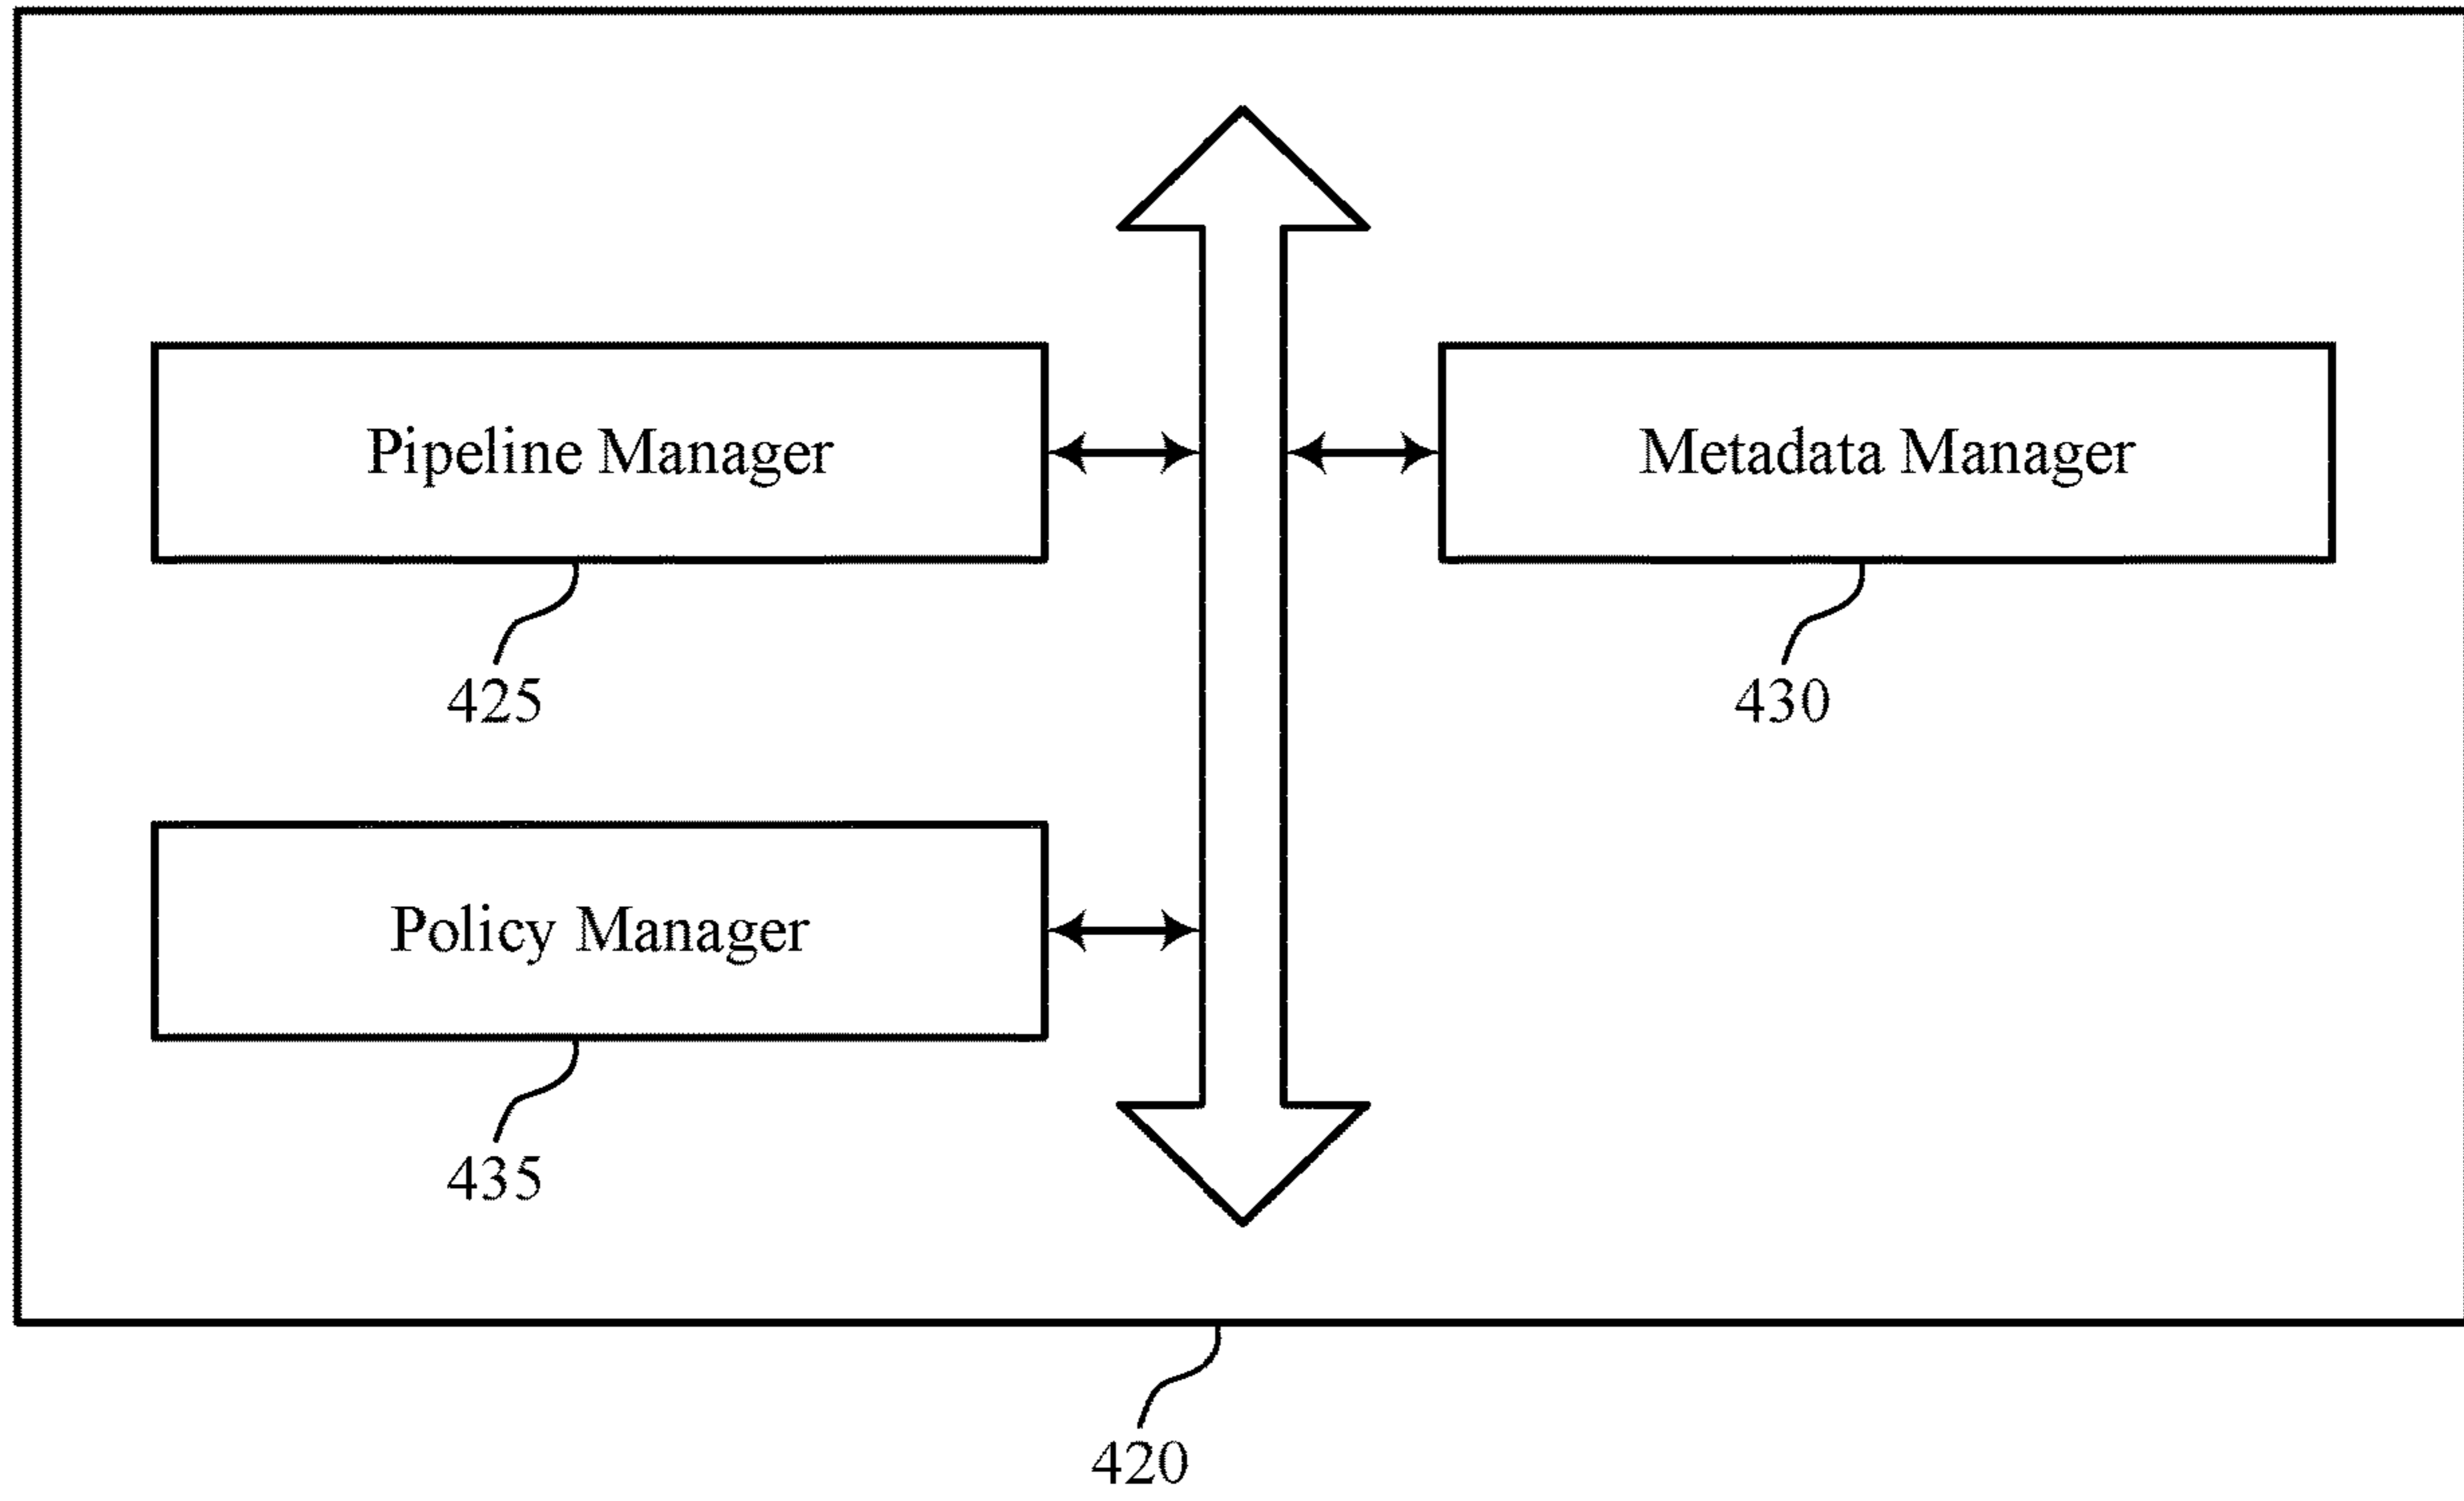 Pipeline Manager
Metadata Manager
425
430
Policy Manager
435
420